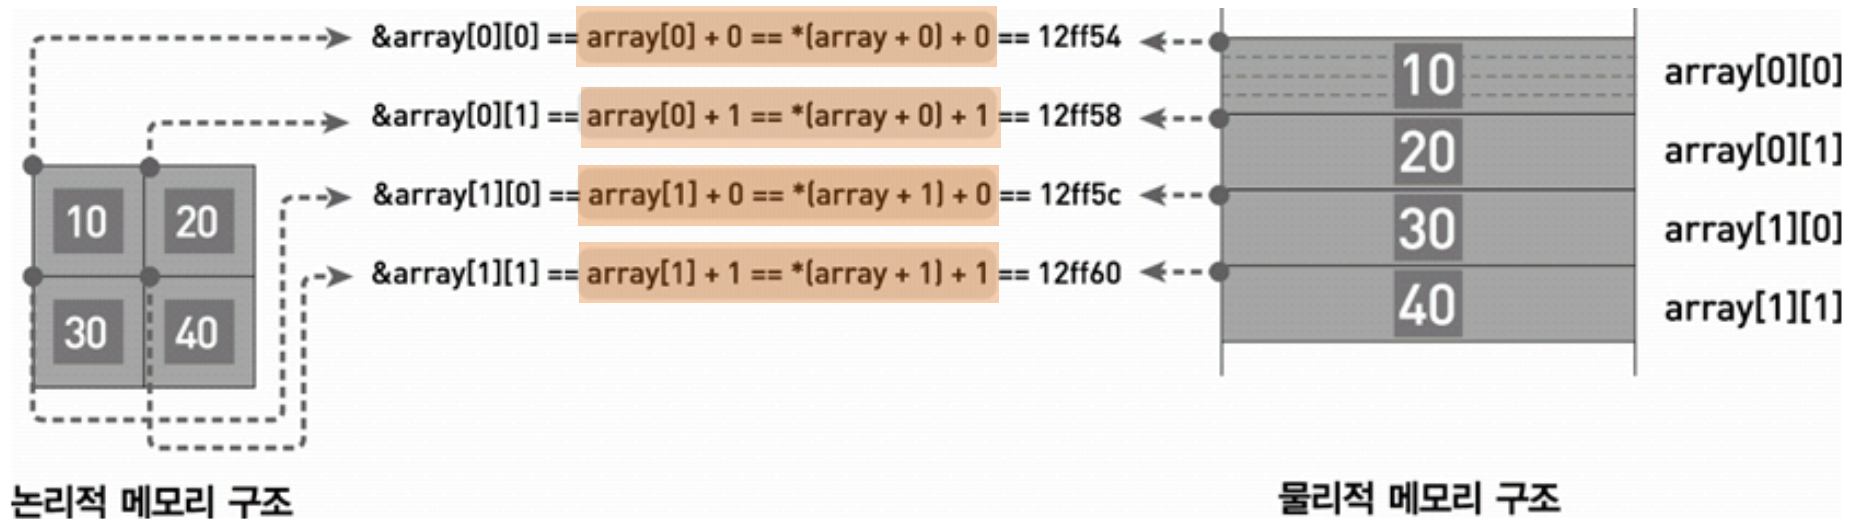 &array[0][0] == array[0] + 0 == *(array + 0) + 0 == 12ff54
&array[0][1] == array[0] + 1 == *(array + 0) + 1 == 12ff58
&array[1][0] == array[1] + 0 == *(array + 1) + 0 == 12ff5c
&array[1][1] == array[1] + 1 == *(array + 1) + 1 == 12ff60
10 20
30 40
논리적 메모리 구조
10 array[0][0]
20 array[0][1]
30 array[1][0]
40 array[1][1]
물리적 메모리 구조